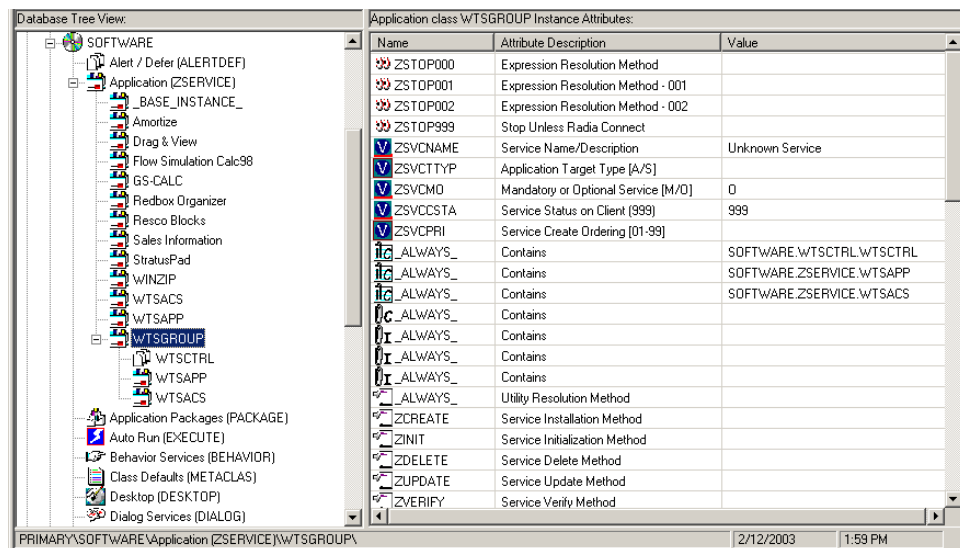 Database Tree View:
SOFTWARE
Alert / Defer (ALERTDEF)
Application (ZSERVICE)
_BASE_INSTANCE_
Amortize
Drag & View
Flow Simulation Calc98
GS-CALC
Redbox Organizer
Resco Blocks
Sales Information
StratusPad
WINZIP
WTSACS
WTSAPP
WTSGROUP
WTSCTRL
WTSAPP
WTSACS
Application Packages (PACKAGE)
Auto Run (EXECUTE)
Behavior Services (BEHAVIOR)
Class Defaults (METACLAS)
Desktop (DESKTOP)
Dialog Services (DIALOG)
Application class WTSGROUP Instance Attributes:
Name Attribute Description Value
ZSTOP000 Expression Resolution Method
ZSTOP001 Expression Resolution Method - 001
ZSTOP002 Expression Resolution Method - 002
ZSTOP999 Stop Unless Radia Connect
V ZSVCNAME Service Name/Description Unknown Service
V ZSVCTTYP Application Target Type [A/S]
V ZSVCMO Mandatory or Optional Service [M/O] O
V ZSVCCSTA Service Status on Client (999) 999
V ZSVCPRI Service Create Ordering [01-99]
C _ALWAYS_ Contains SOFTWARE.WTSCTRL.WTSCTRL
C _ALWAYS_ Contains SOFTWARE.ZSERVICE.WTSAPP
C _ALWAYS_ Contains SOFTWARE.ZSERVICE.WTSACS
C _ALWAYS_ Contains
I _ALWAYS_ Contains
I _ALWAYS_ Contains
I _ALWAYS_ Contains
_ALWAYS_ Utility Resolution Method
ZCREATE Service Installation Method
ZINIT Service Initialization Method
ZDELETE Service Delete Method
ZUPDATE Service Update Method
ZVERIFY Service Verify Method
PRIMARY\SOFTWARE\Application (ZSERVICE)\WTSGROUP\ 2/12/2003 1:59 PM